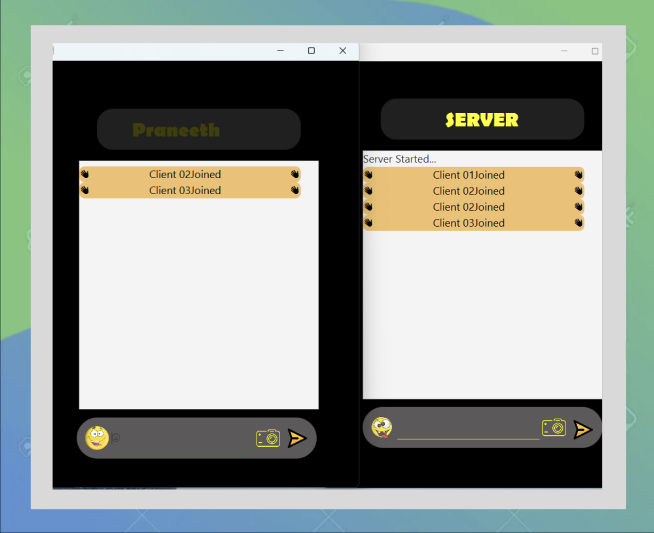 Praneeth
Client 02Joined
Client 03Joined
SERVER
Server Started...
Client 01Joined
Client 02Joined
Client 02Joined
Client 03Joined